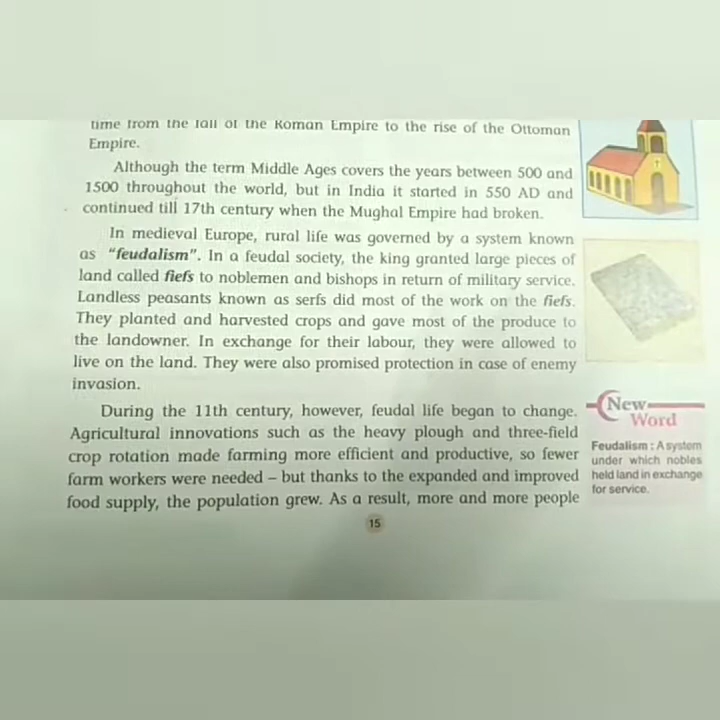 time from the fall of the Roman Empire to the rise of the Ottoman
Empire.
Although the term Middle Ages covers the years between 500 and
1500 throughout the world, but in India it started in 550 AD and
continued till 17th century when the Mughal Empire had broken.
In medieval Europe, rural life was governed by a system known
as “feudalism”. In a feudal society, the king granted large pieces of
land called fiefs to noblemen and bishops in return of military service.
Landless peasants known as serfs did most of the work on the fiefs.
They planted and harvested crops and gave most of the produce to
the landowner. In exchange for their labour, they were allowed to
live on the land. They were also promised protection in case of enemy
invasion.
During the 11th century, however, feudal life began to change.
Agricultural innovations such as the heavy plough and three-field
crop rotation made farming more efficient and productive, so fewer
farm workers were needed – but thanks to the expanded and improved
food supply, the population grew. As a result, more and more people
New
Word
Feudalism : A system
under which nobles
held land in exchange
for service.
15